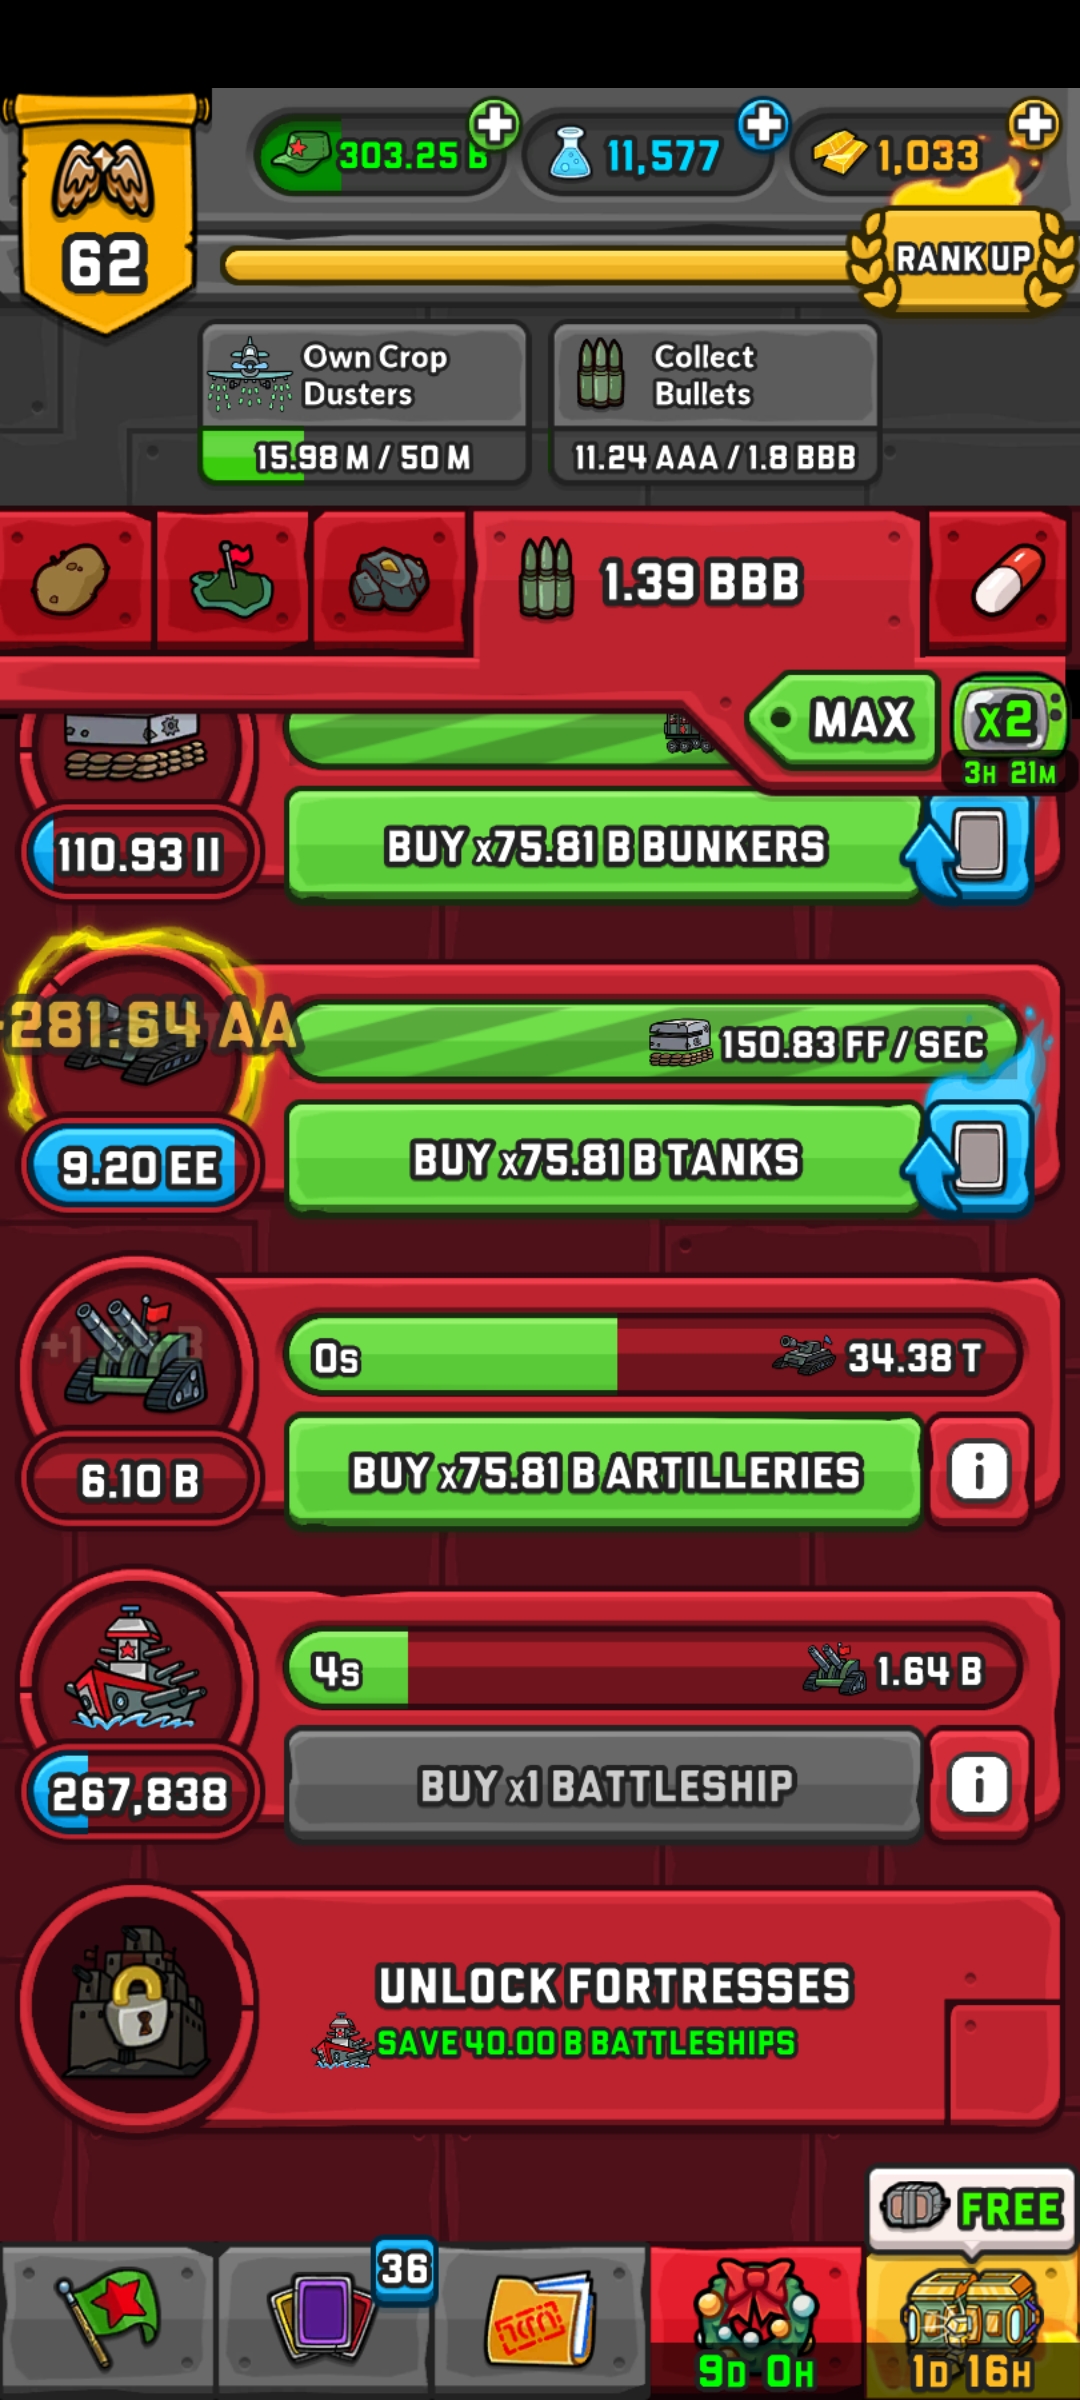 303.25 B
11,577
1,033
62
RANK UP
Own Crop
Dusters
15.98 M / 50 M
Collect
Bullets
11.24 AAA / 1.8 BBB
1.39 BBB
MAX
x2
3H 21M
110.93 II
BUY x75.81 B BUNKERS
281.64 AA
150.83 FF / SEC
9.20 EE
BUY x75.81 B TANKS
0s
34.38 T
6.10 B
BUY x75.81 B ARTILLERIES
i
4s
1.64 B
267,838
BUY x1 BATTLESHIP
i
UNLOCK FORTRESSES
SAVE 40.00 B BATTLESHIPS
FREE
36
9D 0H
1D 16H